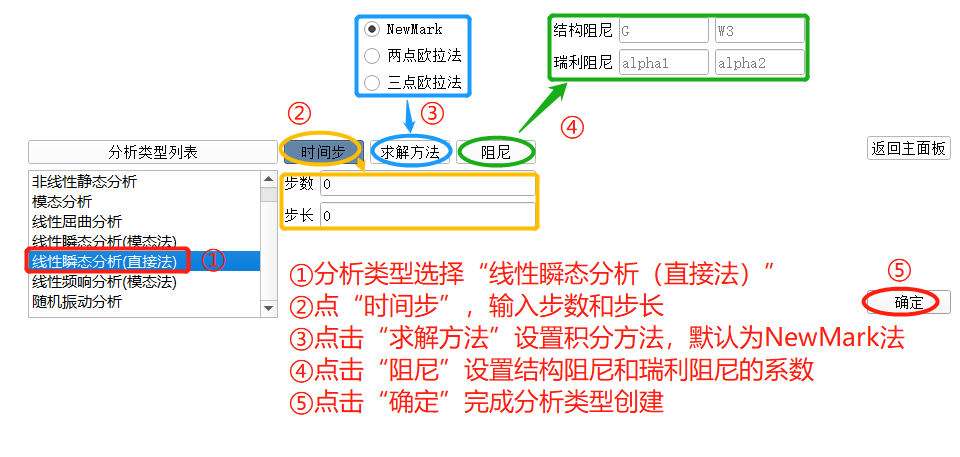 NewMark
两点欧拉法
三点欧拉法
结构阻尼 G W3
瑞利阻尼 alpha1 alpha2
② ③ ④
分析类型列表 时间步 求解方法 阻尼 返回主面板
非线性静态分析
模态分析
线性屈曲分析
线性瞬态分析(模态法)
线性瞬态分析(直接法) ①
线性频响分析(模态法)
随机振动分析
步数 0
步长 0
①分析类型选择“线性瞬态分析（直接法）”
②点“时间步”，输入步数和步长
③点击“求解方法”设置积分方法，默认为NewMark法
④点击“阻尼”设置结构阻尼和瑞利阻尼的系数
⑤点击“确定”完成分析类型创建
⑤
确定